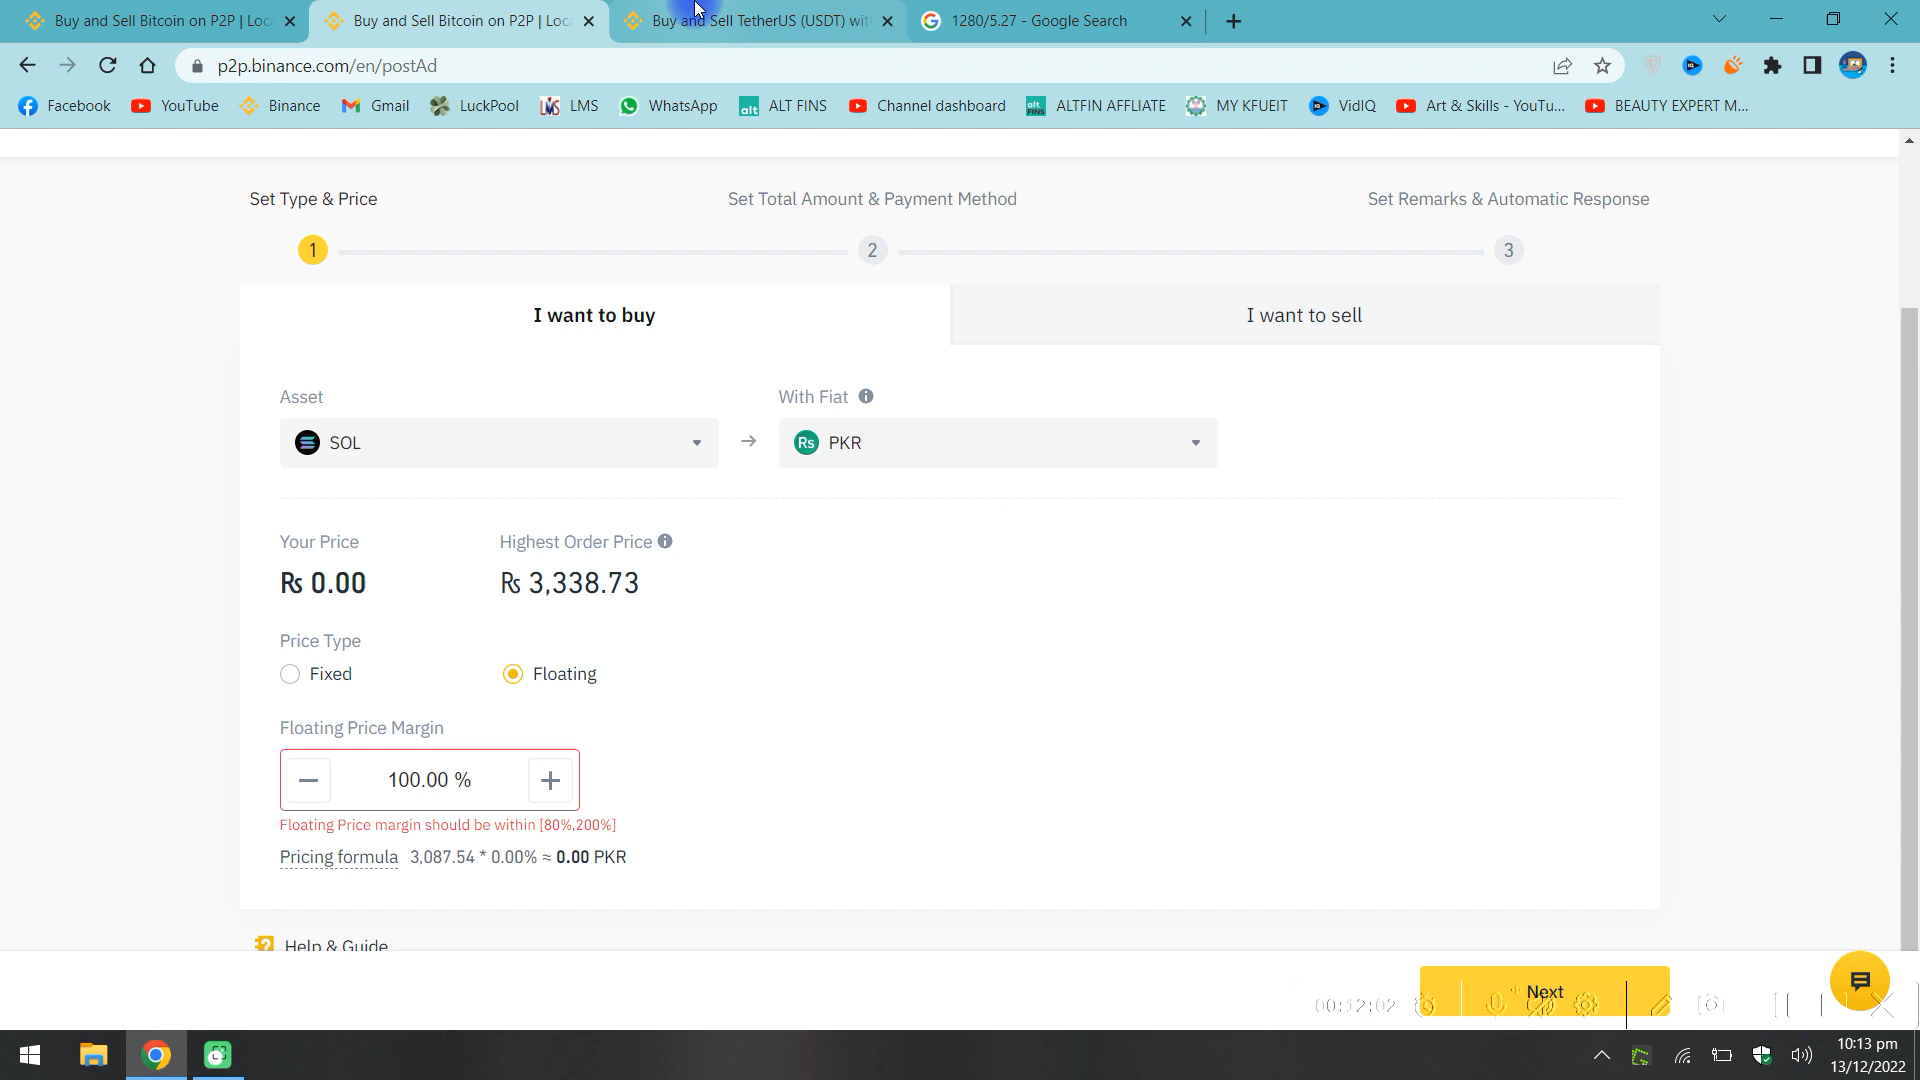 Buy and Sell Bitcoin on P2P | Loc
Buy and Sell Bitcoin on P2P | Loc
Buy and Sell TetherUS (USDT) wit
1280/5.27 - Google Search
p2p.binance.com/en/postAd
Facebook
YouTube
Binance
Gmail
LuckPool
LMS
WhatsApp
ALT FINS
Channel dashboard
ALTFIN AFFLIATE
MY KFUEIT
VidIQ
Art & Skills - YouTu...
BEAUTY EXPERT M...
Set Type & Price
Set Total Amount & Payment Method
Set Remarks & Automatic Response
1
2
3
I want to buy
I want to sell
Asset
With Fiat
SOL
Rs PKR
Your Price
Highest Order Price
₨ 0.00
₨ 3,338.73
Price Type
Fixed
Floating
Floating Price Margin
100.00 %
Floating Price margin should be within [80%,200%]
Pricing formula 3,087.54 * 0.00% ≈ 0.00 PKR
Help & Guide
Next
00:12:02
10:13 pm
13/12/2022